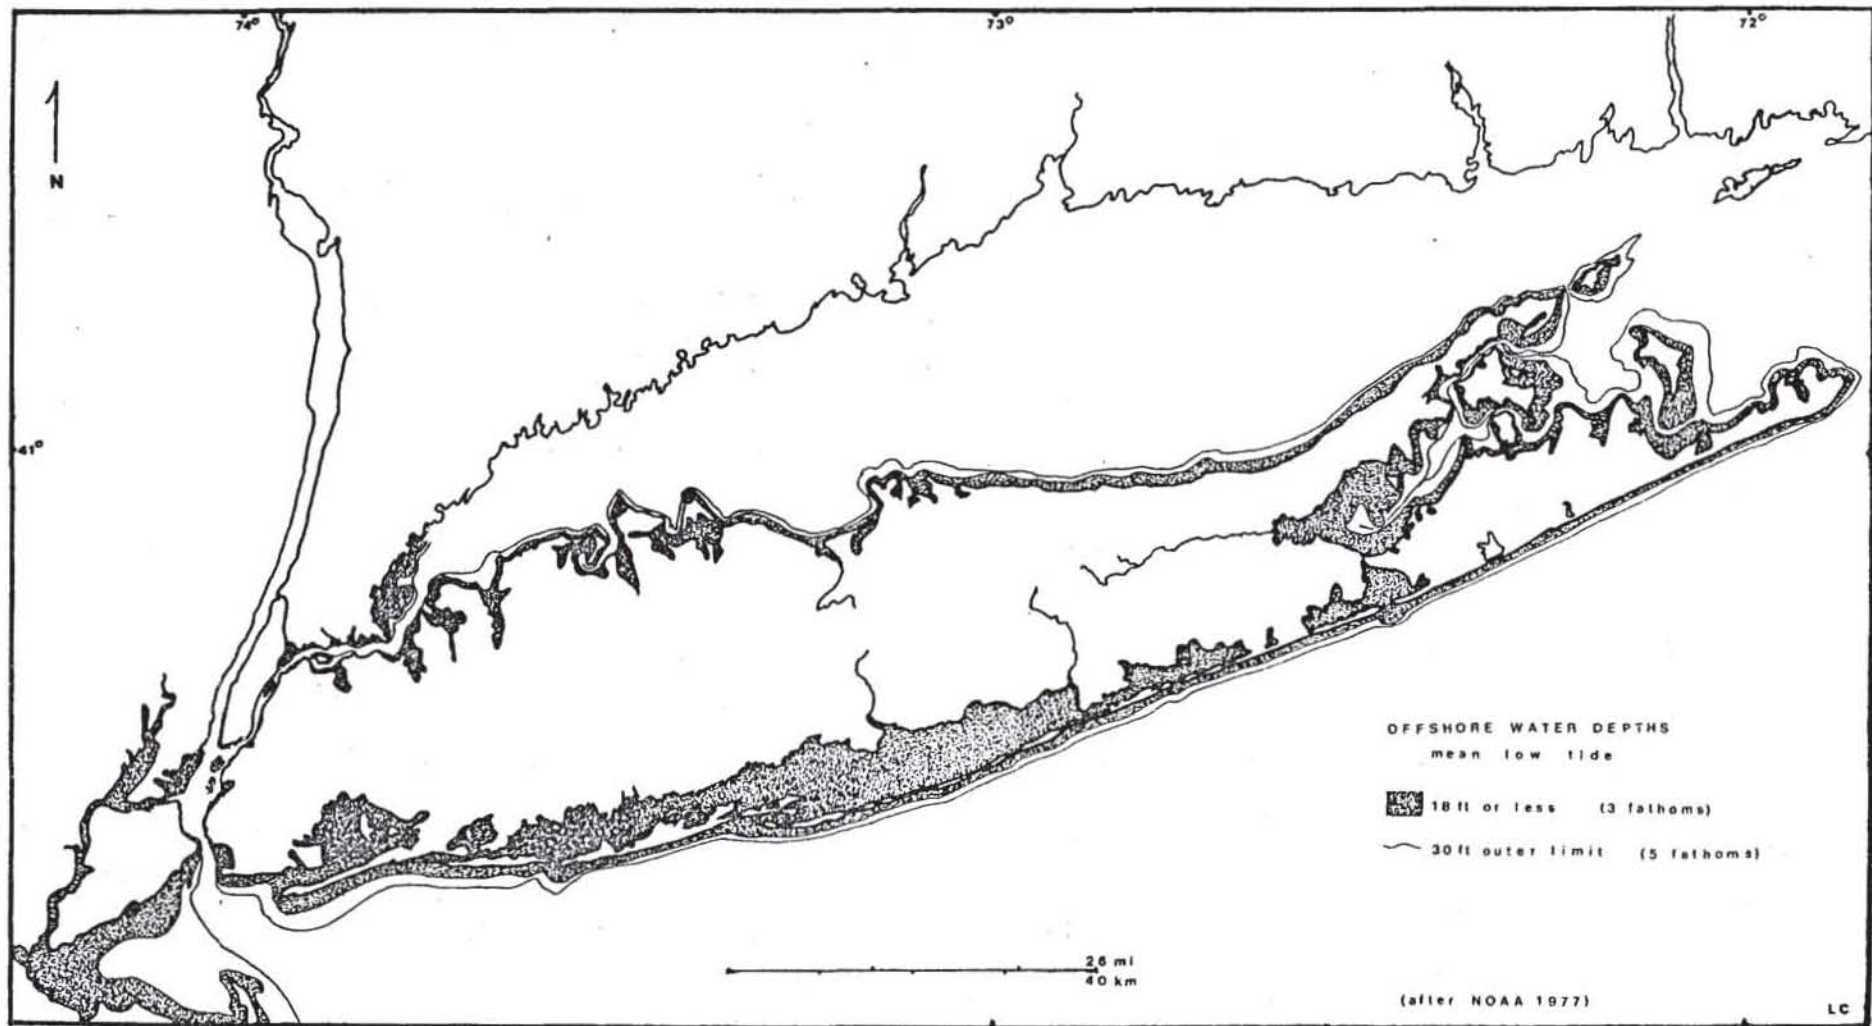 74°
73°
72°
N
41°
OFFSHORE WATER DEPTHS
mean low tide
18 ft or less (3 fathoms)
30 ft outer limit (5 fathoms)
26 mi
40 km
(after NOAA 1977)
LC